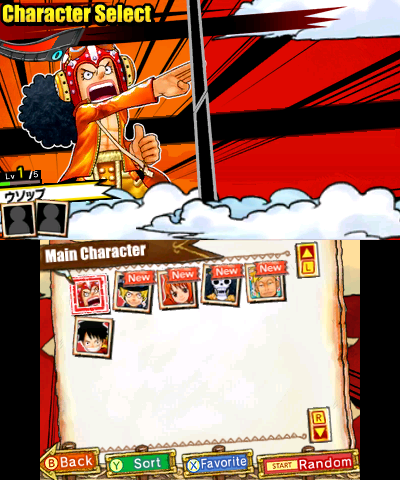 Character Select
Lv 1/5
ウソップ
Main Character
New New New New
L
R
B Back
Y Sort
X Favorite
START Random